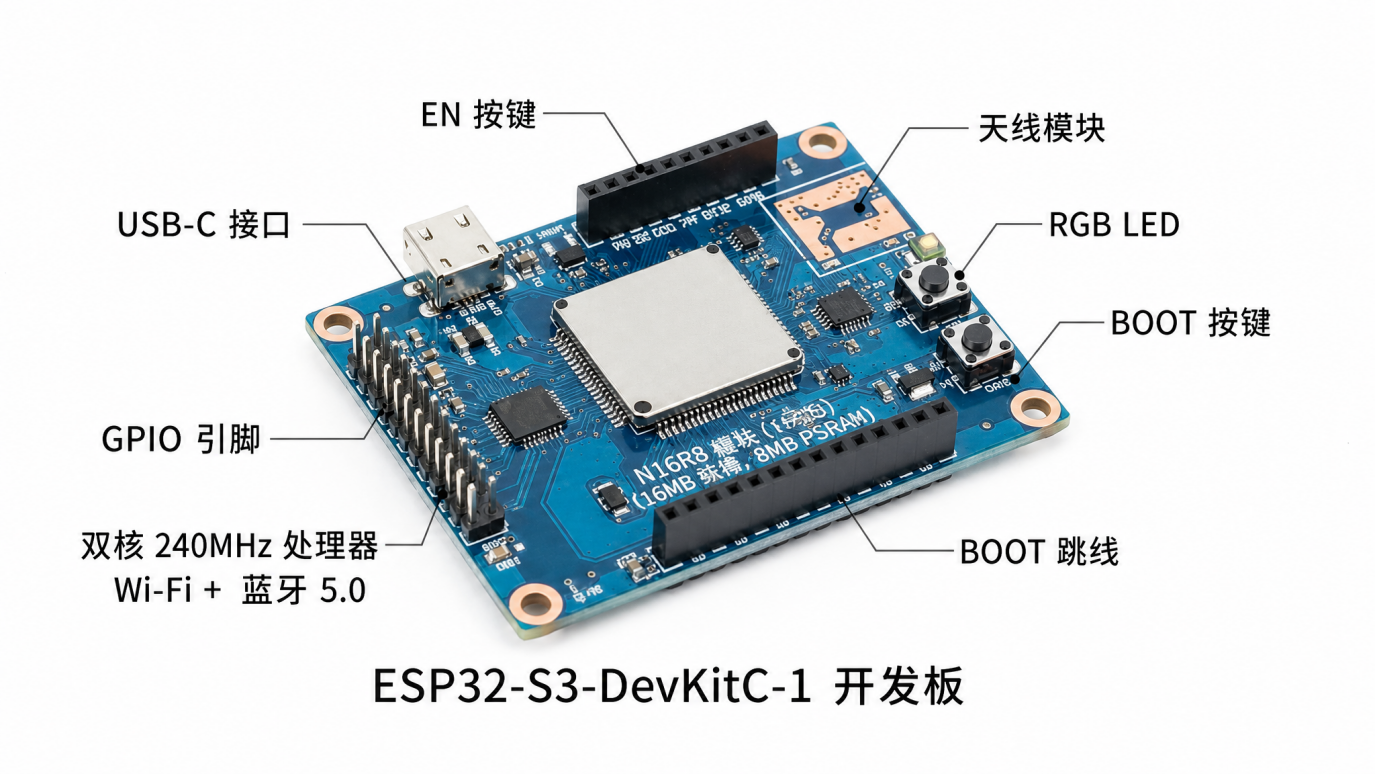 EN 按键
天线模块
USB-C 接口
RGB LED
BOOT 按键
GPIO 引脚
N16R8
(16MB, 8MB PSRAM)
双核 240MHz 处理器
Wi-Fi + 蓝牙 5.0
BOOT 跳线
ESP32-S3-DevKitC-1 开发板